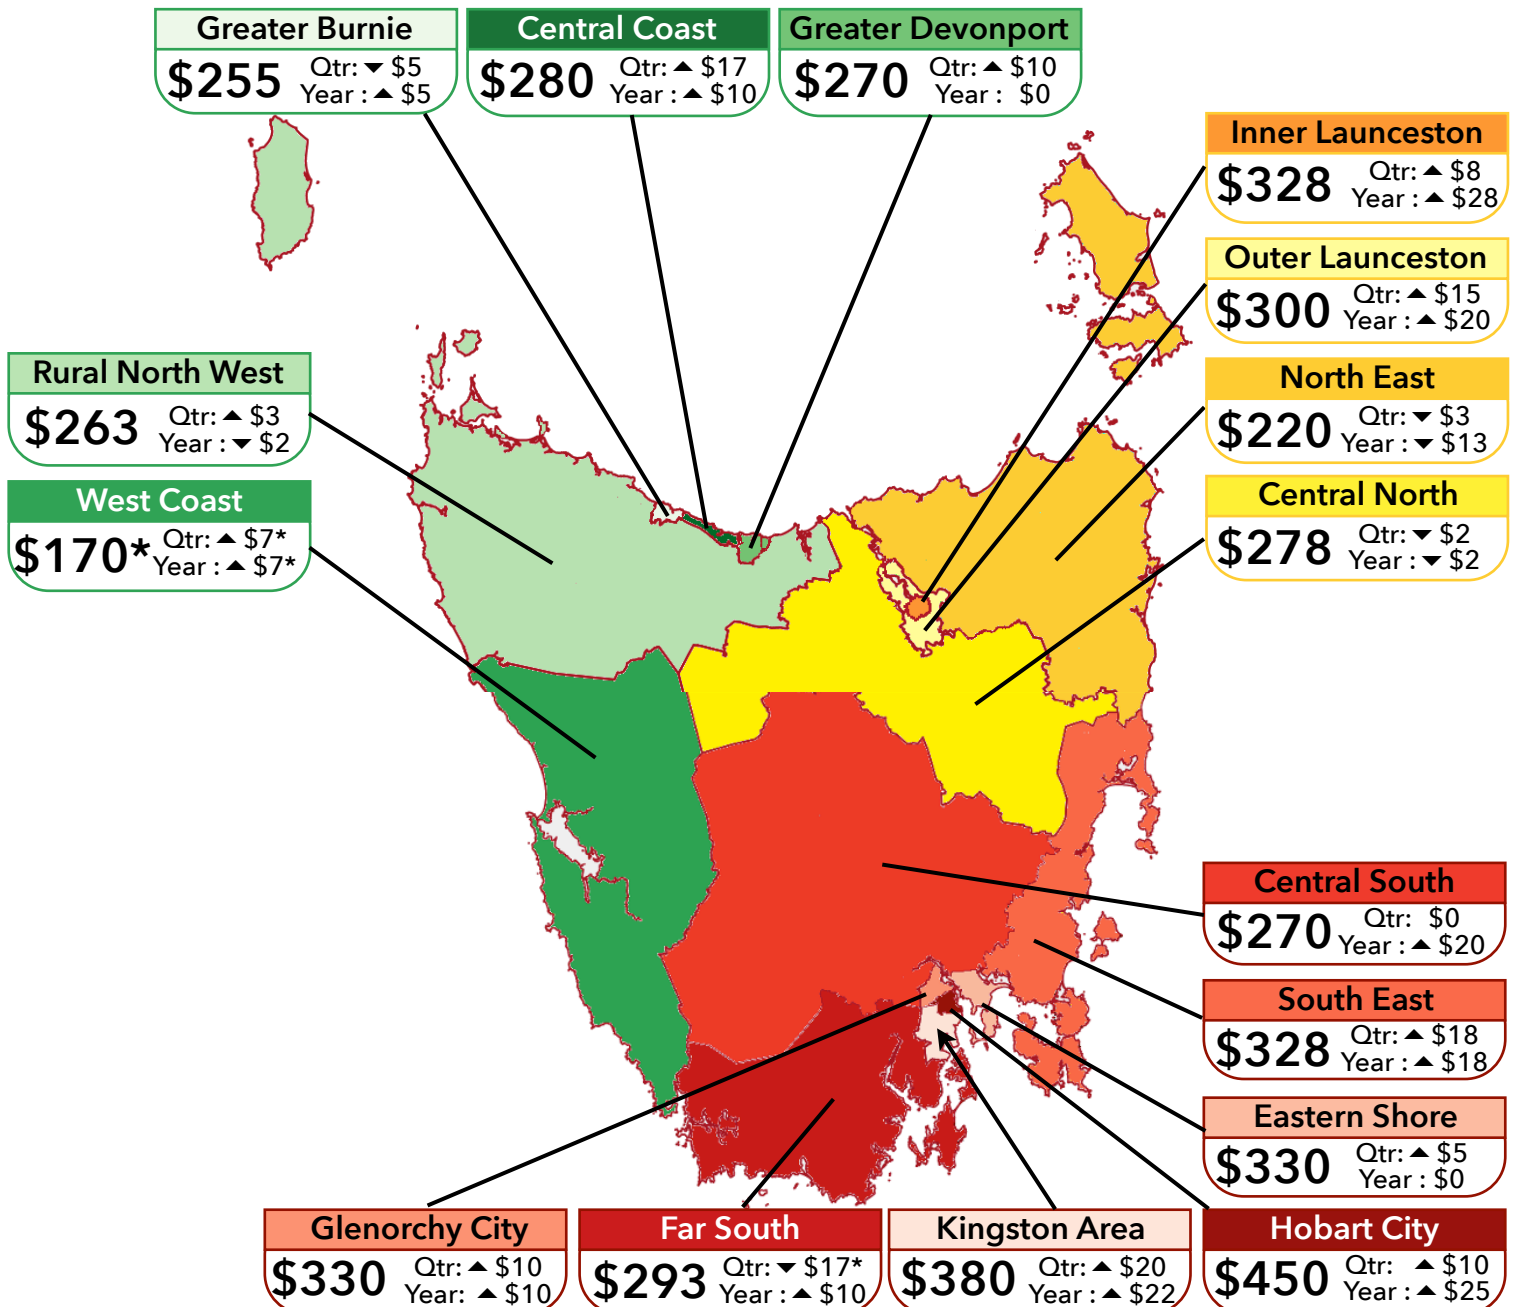 Greater Burnie
$255 Qtr: ▼ $5
Year : ▲ $5
Central Coast
$280 Qtr: ▲ $17
Year : ▲ $10
Greater Devonport
$270 Qtr: ▲ $10
Year : $0
Inner Launceston
$328 Qtr: ▲ $8
Year : ▲ $28
Outer Launceston
$300 Qtr: ▲ $15
Year : ▲ $20
Rural North West
$263 Qtr: ▲ $3
Year : ▼ $2
North East
$220 Qtr: ▼ $3
Year : ▼ $13
West Coast
$170* Qtr: ▲ $7*
Year : ▲ $7*
Central North
$278 Qtr: ▼ $2
Year : ▼ $2
Central South
$270 Qtr: $0
Year : ▲ $20
South East
$328 Qtr: ▲ $18
Year : ▲ $18
Eastern Shore
$330 Qtr: ▲ $5
Year : $0
Glenorchy City
$330 Qtr: ▲ $10
Year: ▲ $10
Far South
$293 Qtr: ▼ $17*
Year : ▲ $10
Kingston Area
$380 Qtr: ▲ $20
Year : ▲ $22
Hobart City
$450 Qtr: ▲ $10
Year : ▲ $25